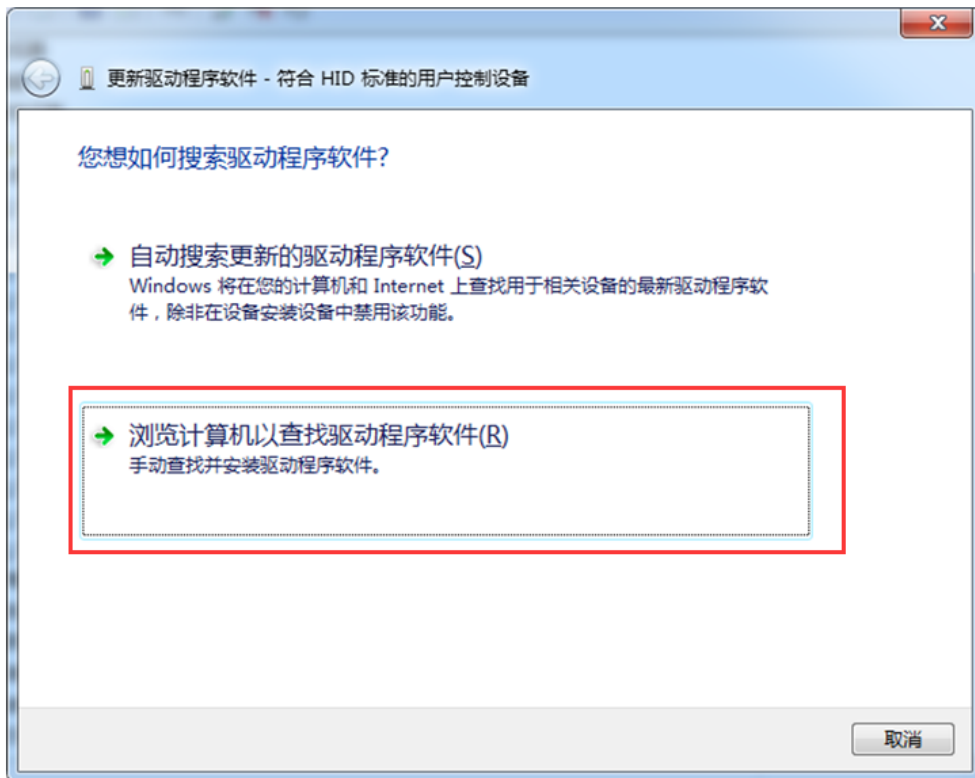 更新驱动程序软件 - 符合 HID 标准的用户控制设备
您想如何搜索驱动程序软件?
自动搜索更新的驱动程序软件(S)
Windows 将在您的计算机和 Internet 上查找用于相关设备的最新驱动程序软
件，除非在设备安装设备中禁用该功能。
浏览计算机以查找驱动程序软件(R)
手动查找并安装驱动程序软件。
取消